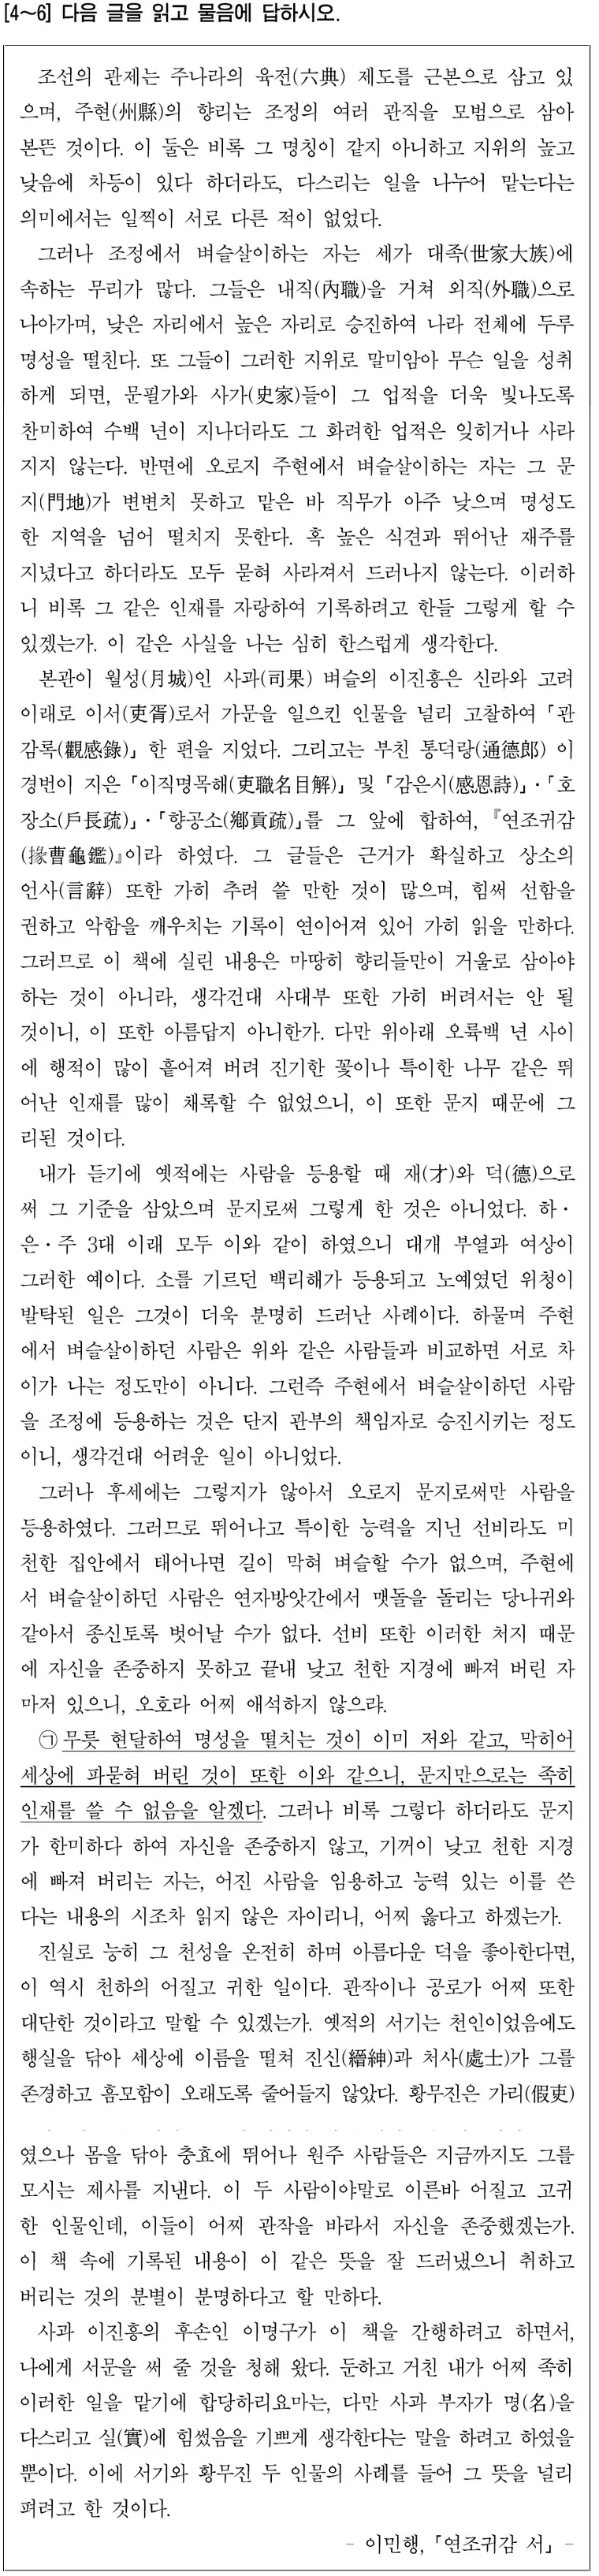 [4~6] 다음 글을 읽고 물음에 답하시오.
조선의 관제는 주나라의 육전(六典) 제도를 근본으로 삼고 있
으며, 주현(州縣)의 향리는 조정의 여러 관직을 모범으로 삼아
본뜬 것이다. 이 둘은 비록 그 명칭이 같지 아니하고 지위의 높고
낮음에 차등이 있다 하더라도, 다스리는 일을 나누어 맡는다는
의미에서는 일찍이 서로 다른 적이 없었다.
그러나 조정에서 벼슬살이하는 자는 세가 대족(世家大族)에
속하는 무리가 많다. 그들은 내직(內職)을 거쳐 외직(外職)으로
나아가며, 낮은 자리에서 높은 자리로 승진하여 나라 전체에 두루
명성을 떨친다. 또 그들이 그러한 지위로 말미암아 무슨 일을 성취
하게 되면, 문필가와 사가(史家)들이 그 업적을 더욱 빛나도록
찬미하여 수백 년이 지나더라도 그 화려한 업적은 잊히거나 사라
지지 않는다. 반면에 오로지 주현에서 벼슬살이하는 자는 그 문
지(門地)가 변변치 못하고 맡은 바 직무가 아주 낮으며 명성도
한 지역을 넘어 떨치지 못한다. 혹 높은 식견과 뛰어난 재주를
지녔다고 하더라도 모두 묻혀 사라져서 드러나지 않는다. 이러하
니 비록 그 같은 인재를 자랑하여 기록하려고 한들 그렇게 할 수
있겠는가. 이 같은 사실을 나는 심히 한스럽게 생각한다.
본관이 월성(月城)인 사과(司果) 벼슬의 이진흥은 신라와 고려
이래로 이서(吏胥)로서 가문을 일으킨 인물을 널리 고찰하여 「관
감록(觀感錄)」 한 편을 지었다. 그리고는 부친 통덕랑(通德郎) 이
경번이 지은 「이직명목해(吏職名目解)」 및 「감은시(感恩詩)」·「호
장소(戶長疏)」·「향공소(鄕貢疏)」를 그 앞에 합하여, 『연조귀감
(掾曹龜鑑)』이라 하였다. 그 글들은 근거가 확실하고 상소의
언사(言辭) 또한 가히 추려 쓸 만한 것이 많으며, 힘써 선함을
권하고 악함을 깨우치는 기록이 연이어져 있어 가히 읽을 만하다.
그러므로 이 책에 실린 내용은 마땅히 향리들만이 거울로 삼아야
하는 것이 아니라, 생각건대 사대부 또한 가히 버려서는 안 될
것이니, 이 또한 아름답지 아니한가. 다만 위아래 오륙백 년 사이
에 행적이 많이 흩어져 버려 진기한 꽃이나 특이한 나무 같은 뛰
어난 인재를 많이 채록할 수 없었으니, 이 또한 문지 때문에 그
리된 것이다.
내가 듣기에 옛적에는 사람을 등용할 때 재(才)와 덕(德)으로
써 그 기준을 삼았으며 문지로써 그렇게 한 것은 아니었다. 하·
은·주 3대 이래 모두 이와 같이 하였으니 대개 부열과 여상이
그러한 예이다. 소를 기르던 백리해가 등용되고 노예였던 위청이
발탁된 일은 그것이 더욱 분명히 드러난 사례이다. 하물며 주현
에서 벼슬살이하던 사람은 위와 같은 사람들과 비교하면 서로 차
이가 나는 정도만이 아니다. 그런즉 주현에서 벼슬살이하던 사람
을 조정에 등용하는 것은 단지 관부의 책임자로 승진시키는 정도
이니, 생각건대 어려운 일이 아니었다.
그러나 후세에는 그렇지가 않아서 오로지 문지로써만 사람을
등용하였다. 그러므로 뛰어나고 특이한 능력을 지닌 선비라도 미
천한 집안에서 태어나면 길이 막혀 벼슬할 수가 없으며, 주현에
서 벼슬살이하던 사람은 연자방앗간에서 맷돌을 돌리는 당나귀와
같아서 종신토록 벗어날 수가 없다. 선비 또한 이러한 처지 때문
에 자신을 존중하지 못하고 끝내 낮고 천한 지경에 빠져 버린 자
마저 있으니, 오호라 어찌 애석하지 않으랴.
㉠ 무릇 현달하여 명성을 떨치는 것이 이미 저와 같고, 막히어
세상에 파묻혀 버린 것이 또한 이와 같으니, 문지만으로는 족히
인재를 쓸 수 없음을 알겠다. 그러나 비록 그렇다 하더라도 문지
가 한미하다 하여 자신을 존중하지 않고, 기꺼이 낮고 천한 지경
에 빠져 버리는 자는, 어진 사람을 임용하고 능력 있는 이를 쓴
다는 내용의 시조차 읽지 않은 자이리니, 어찌 옳다고 하겠는가.
진실로 능히 그 천성을 온전히 하며 아름다운 덕을 좋아한다면,
이 역시 천하의 어질고 귀한 일이다. 관작이나 공로가 어찌 또한
대단한 것이라고 말할 수 있겠는가. 옛적의 서기는 천인이었음에도
행실을 닦아 세상에 이름을 떨쳐 진신(縉紳)과 처사(處士)가 그를
존경하고 흠모함이 오래도록 줄어들지 않았다. 황무진은 가리(假吏)
였으나 몸을 닦아 충효에 뛰어나 원주 사람들은 지금까지도 그를
모시는 제사를 지낸다. 이 두 사람이야말로 이른바 어질고 고귀
한 인물인데, 이들이 어찌 관작을 바라서 자신을 존중했겠는가.
이 책 속에 기록된 내용이 이 같은 뜻을 잘 드러냈으니 취하고
버리는 것의 분별이 분명하다고 할 만하다.
사과 이진흥의 후손인 이명구가 이 책을 간행하려고 하면서,
나에게 서문을 써 줄 것을 청해 왔다. 둔하고 거친 내가 어찌 족히
이러한 일을 맡기에 합당하리요마는, 다만 사과 부자가 명(名)을
다스리고 실(實)에 힘썼음을 기쁘게 생각한다는 말을 하려고 하였을
뿐이다. 이에 서기와 황무진 두 인물의 사례를 들어 그 뜻을 널리
펴려고 한 것이다.
- 이민행, 「연조귀감 서」 -